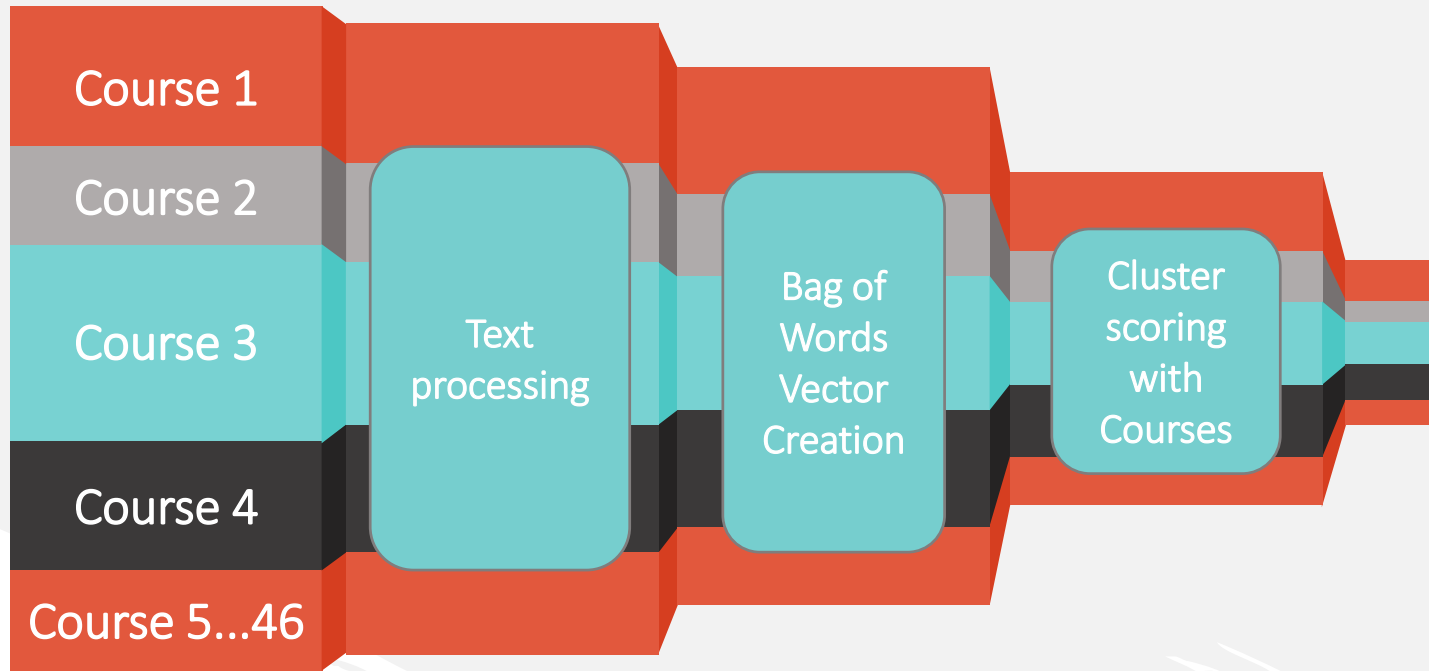 Course 1
Course 2
Course 3
Course 4
Course 5...46
Text
processing
Bag of
Words
Vector
Creation
Cluster
scoring
with
Courses